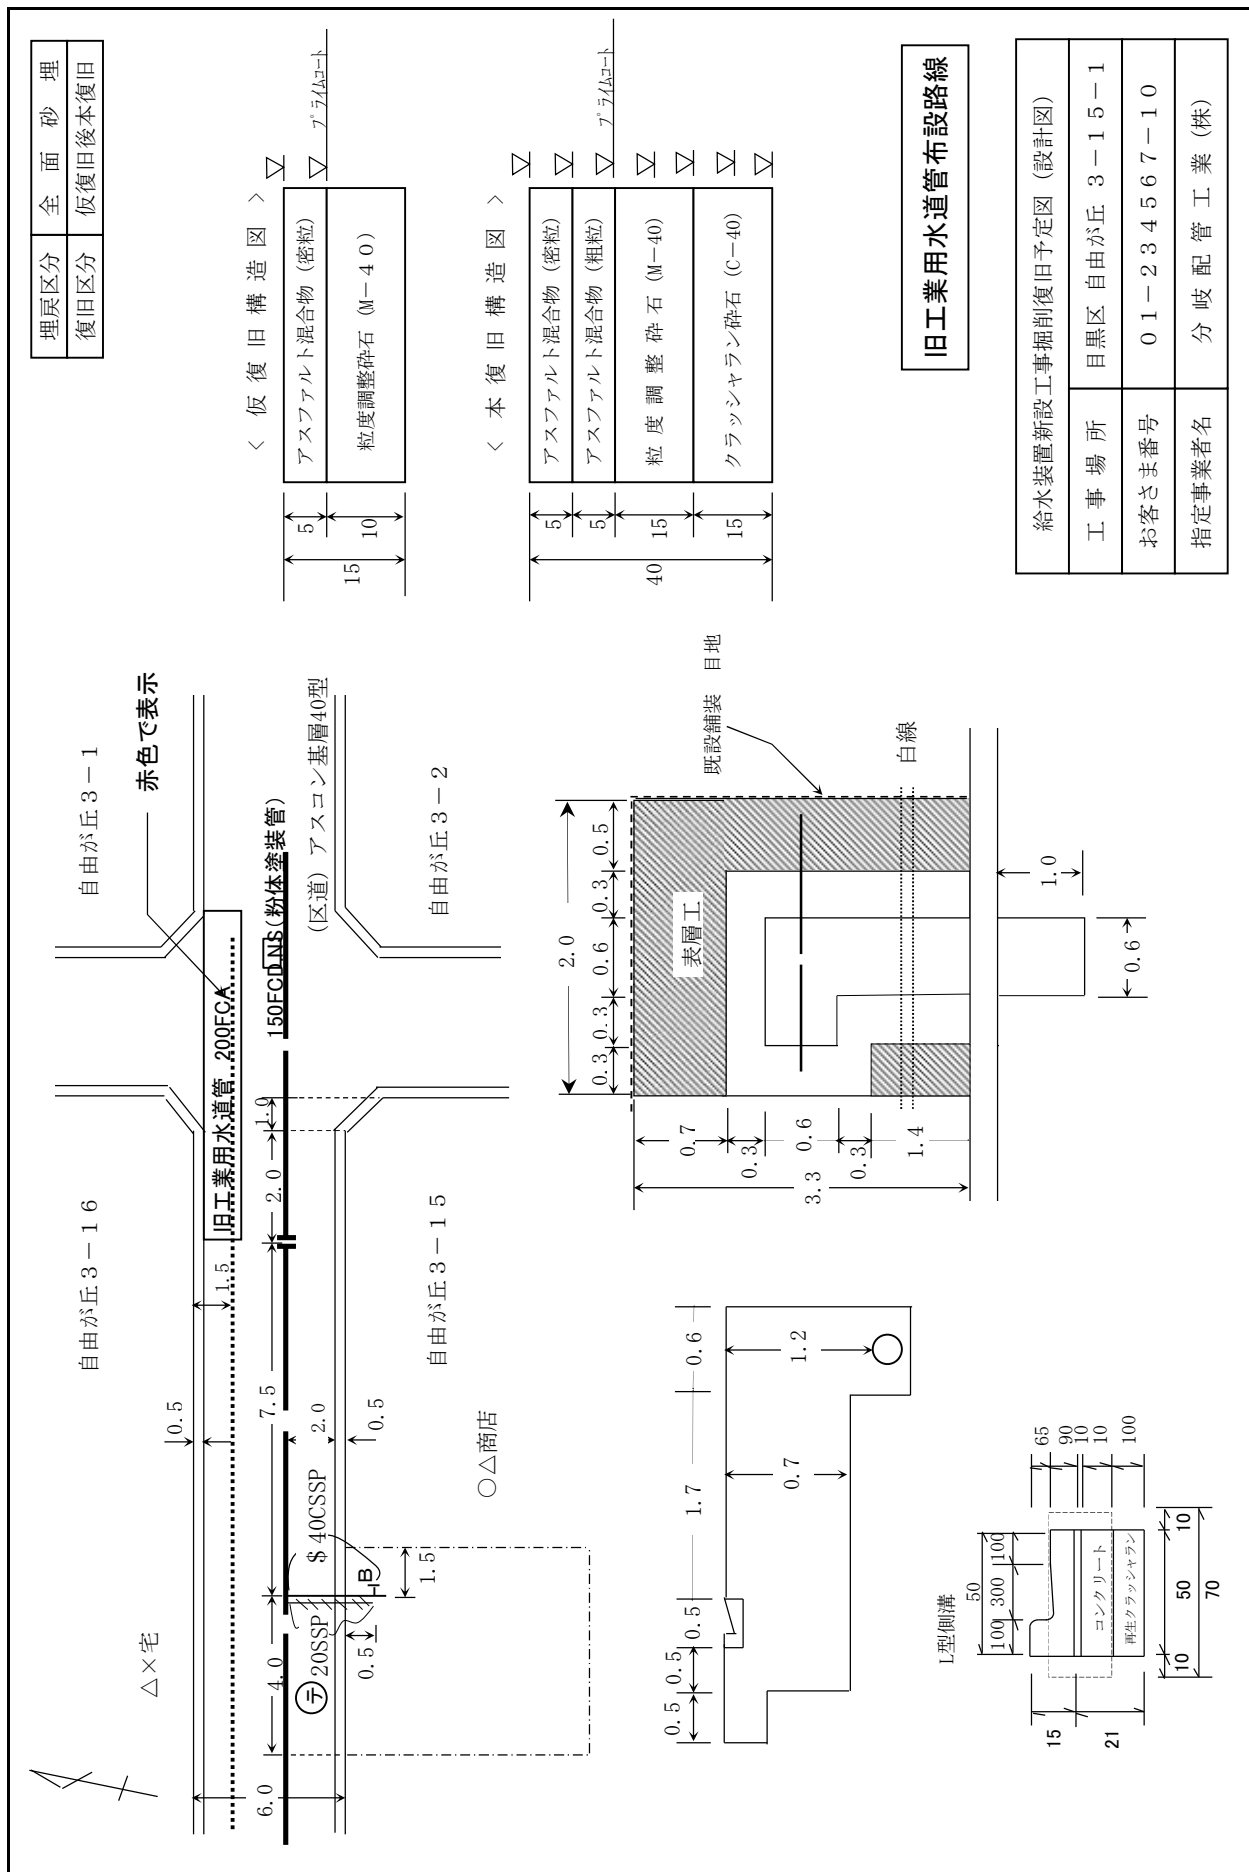 △×宅
自由が丘３－１６
自由が丘３－１
赤色で表示
旧工業用水道管 200FCA
150FCDNS(粉体塗装管)
(区道) アスコン基層40型
自由が丘３－１５
自由が丘３－２
○△商店
6.0
4.0
7.5
2.0
1.0
0.5
1.5
2.0
0.5
テ 20SSP
＄40CSSP
B
0.5
1.5
埋戻区分 全面砂埋
復旧区分 仮復旧後本復旧
＜ 仮復旧構造図 ＞
アスファルト混合物 (密粒)
粒度調整砕石 (M－４０)
プライムコート
5
10
15
＜ 本復旧構造図 ＞
アスファルト混合物 (密粒)
アスファルト混合物 (粗粒)
粒度調整砕石 (M－40)
クラッシャラン砕石 (C－40)
プライムコート
5
5
15
15
40
0.5
0.5
0.5
1.7
0.6
1.2
0.7
2.0
0.3
0.3
0.6
0.3
0.5
0.7
0.3
0.6
0.3
1.4
3.3
表層工
既設舗装 目地
白線
1.0
0.6
L型側溝
50
100
300
100
コンクリート
再生クラッシャラン
15
21
65
90
10
10
100
10
50
10
70
旧工業用水道管布設路線
給水装置新設工事掘削復旧予定図 (設計図)
工事場所 目黒区 自由が丘 ３－１５－１
お客さま番号 ０１－２３４５６７－１０
指定事業者名 分岐配管工業 (株)